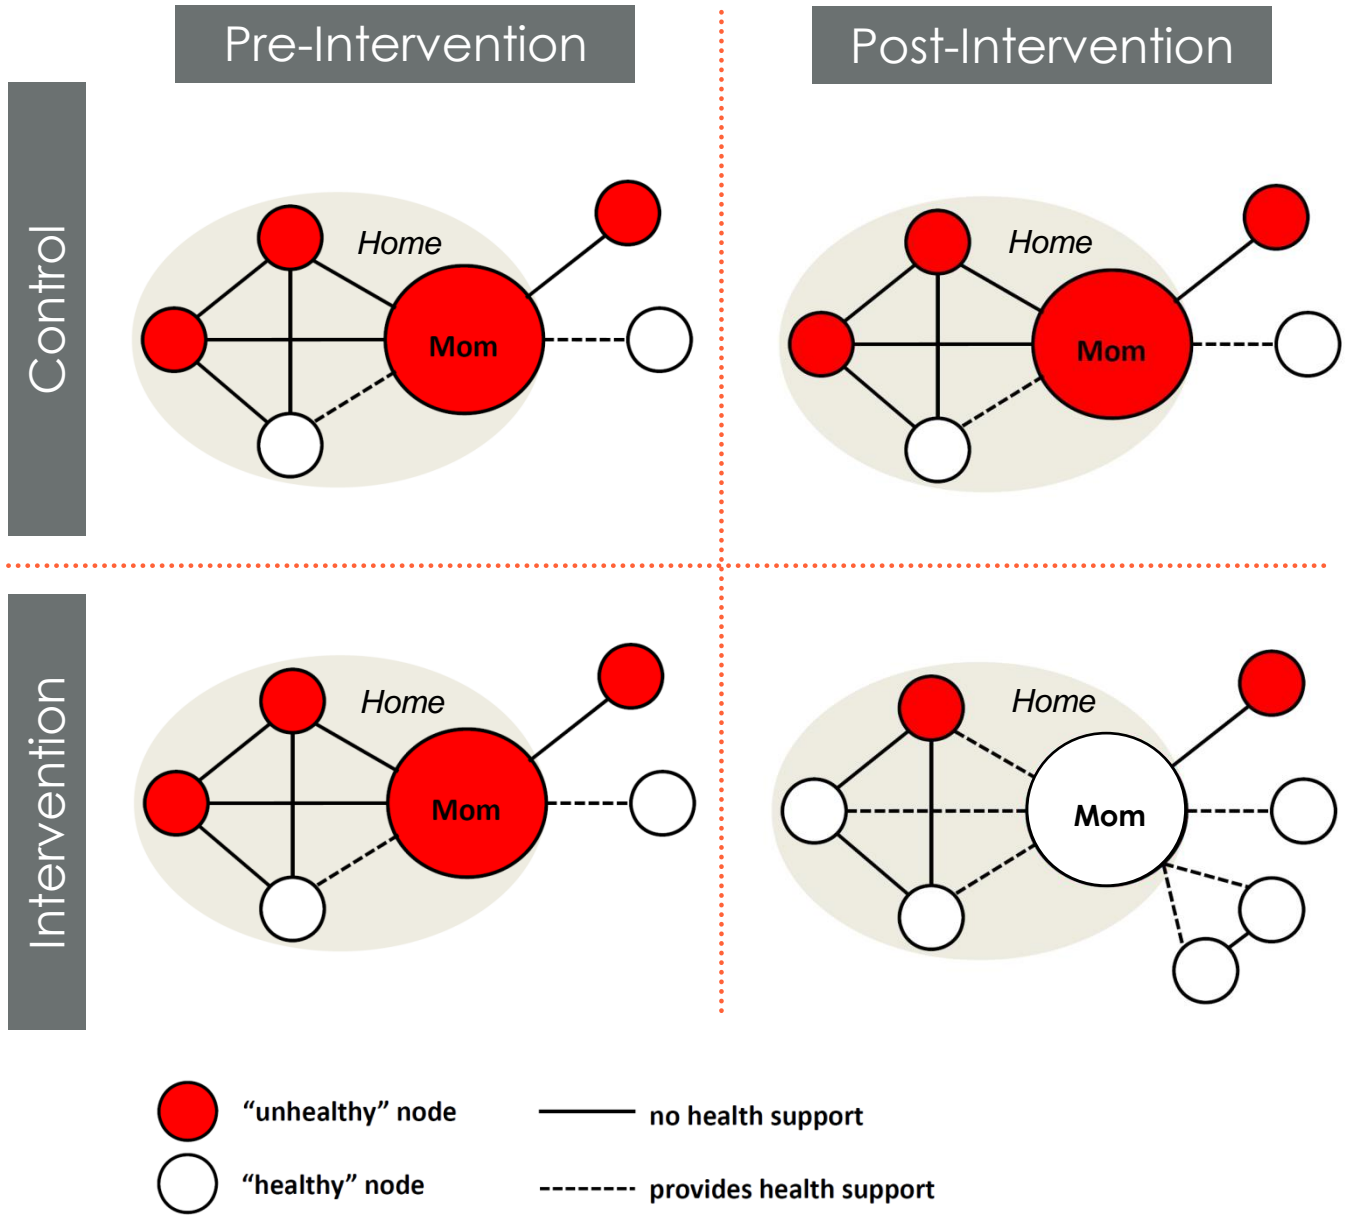 Pre-Intervention
Post-Intervention
Control
Home
Mom
Home
Mom
Intervention
Home
Mom
Home
Mom
“unhealthy” node
no health support
“healthy” node
provides health support